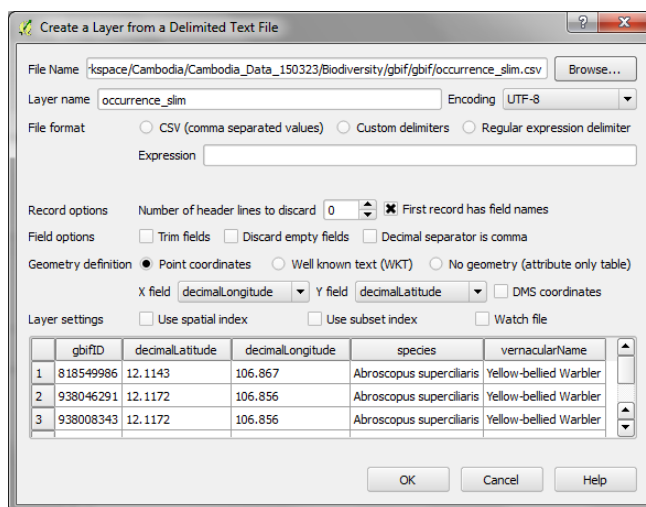 Create a Layer from a Delimited Text File
File Name rkspace/Cambodia/Cambodia_Data_150323/Biodiversity/gbif/gbif/occurrence_slim.csv Browse...
Layer name occurrence_slim Encoding UTF-8
File format CSV (comma separated values) Custom delimiters Regular expression delimiter
Expression
Record options Number of header lines to discard 0 First record has field names
Field options Trim fields Discard empty fields Decimal separator is comma
Geometry definition Point coordinates Well known text (WKT) No geometry (attribute only table)
X field decimalLongitude Y field decimalLatitude DMS coordinates
Layer settings Use spatial index Use subset index Watch file
gbifID decimalLatitude decimalLongitude species vernacularName
1 818549986 12.1143 106.867 Abroscopus superciliaris Yellow-bellied Warbler
2 938046291 12.1172 106.856 Abroscopus superciliaris Yellow-bellied Warbler
3 938008343 12.1172 106.856 Abroscopus superciliaris Yellow-bellied Warbler
OK Cancel Help